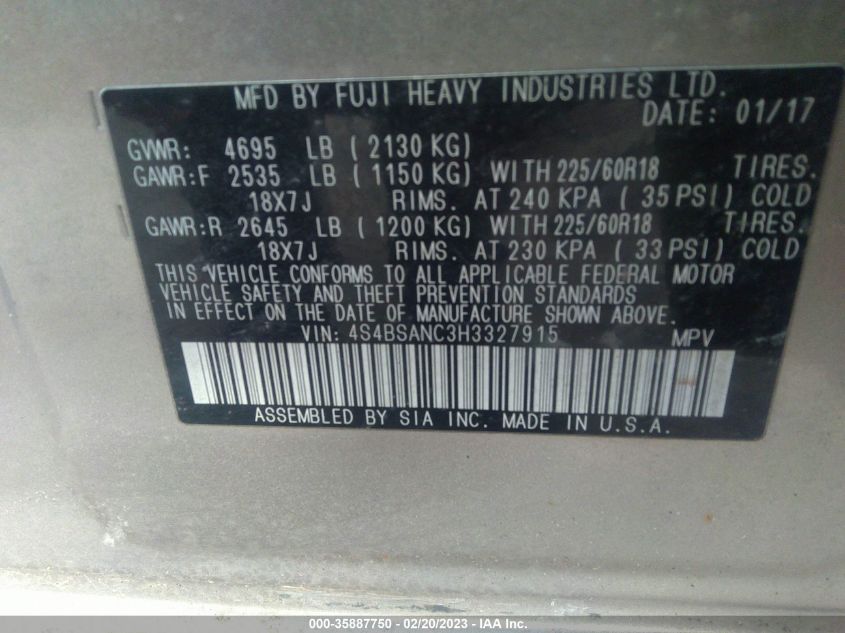 MFD BY FUJI HEAVY INDUSTRIES LTD.
DATE: 01/17
GVWR: 4695 LB ( 2130 KG)
GAWR:F 2535 LB ( 1150 KG) WITH 225/60R18 TIRES.
18X7J RIMS. AT 240 KPA ( 35 PSI) COLD
GAWR:R 2645 LB ( 1200 KG) WITH 225/60R18 TIRES.
18X7J RIMS. AT 230 KPA ( 33 PSI) COLD
THIS VEHICLE CONFORMS TO ALL APPLICABLE FEDERAL MOTOR
VEHICLE SAFETY AND THEFT PREVENTION STANDARDS
IN EFFECT ON THE DATE OF MANUFACTURE SHOWN ABOVE.
VIN: 4S4BSANC3H3327915 MPV
ASSEMBLED BY SIA INC. MADE IN U.S.A.
000-35887750 - 02/20/2023 - IAA Inc.